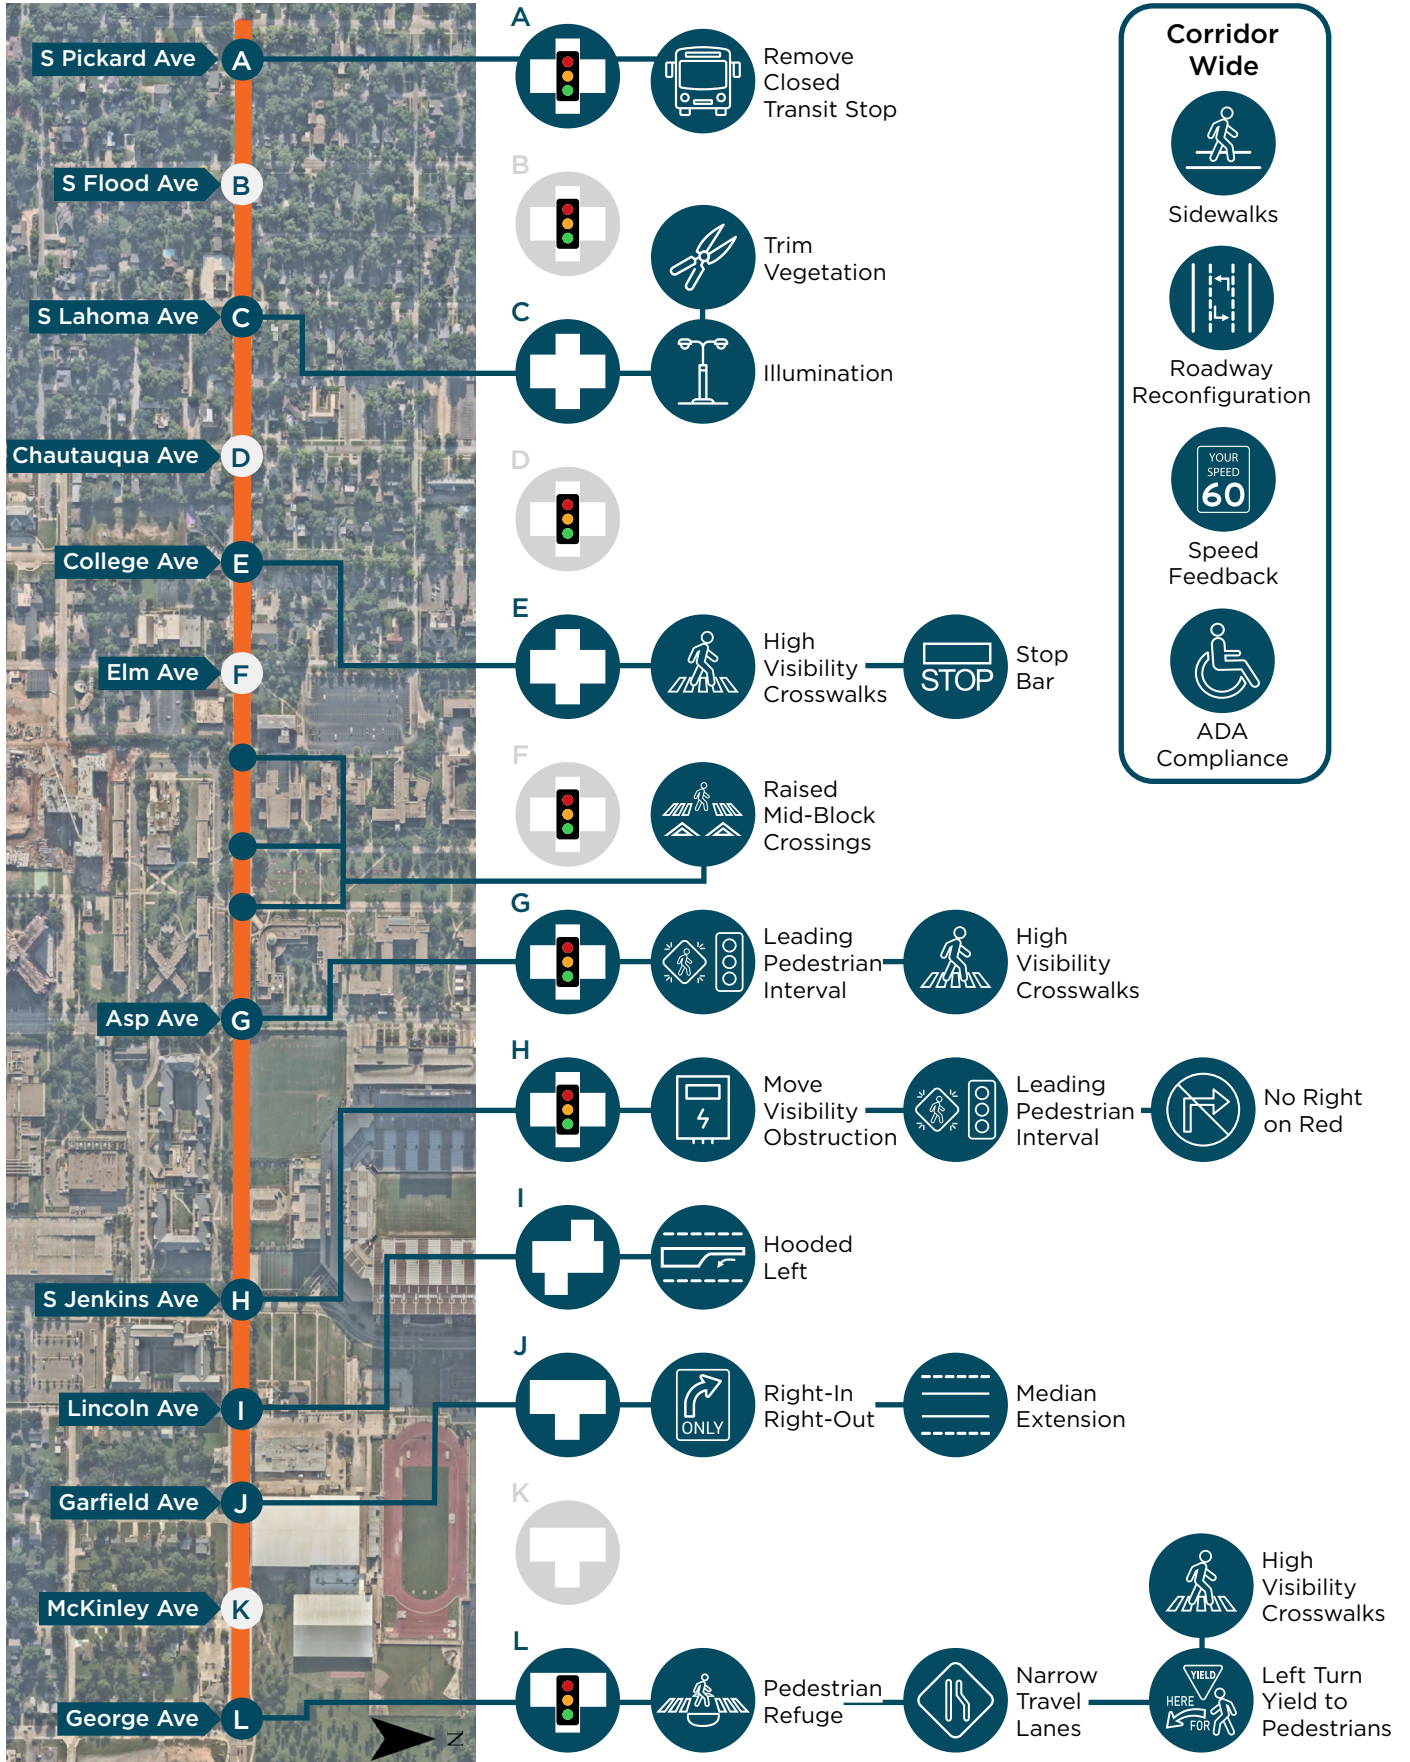 S Pickard Ave
A
S Flood Ave
B
S Lahoma Ave
C
Chautauqua Ave
D
College Ave
E
Elm Ave
F
Asp Ave
G
S Jenkins Ave
H
Lincoln Ave
I
Garfield Ave
J
McKinley Ave
K
George Ave
L
N
A
Remove
Closed
Transit Stop
B
Trim
Vegetation
C
Illumination
D
E
High
Visibility
Crosswalks
STOP
Stop
Bar
F
Raised
Mid-Block
Crossings
G
Leading
Pedestrian
Interval
High
Visibility
Crosswalks
H
Move
Visibility
Obstruction
Leading
Pedestrian
Interval
No Right
on Red
I
Hooded
Left
J
ONLY
Right-In
Right-Out
Median
Extension
K
L
Pedestrian
Refuge
Narrow
Travel
Lanes
High
Visibility
Crosswalks
YIELD
HERE
FOR
Left Turn
Yield to
Pedestrians
Corridor
Wide
Sidewalks
Roadway
Reconfiguration
YOUR
SPEED
60
Speed
Feedback
ADA
Compliance